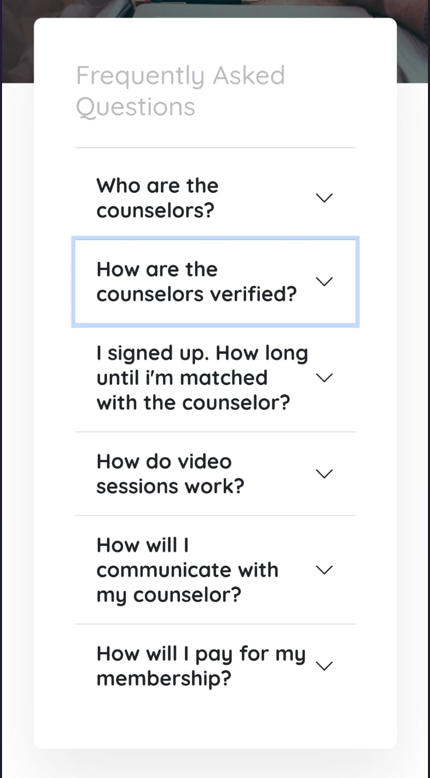 Frequently Asked
Questions
Who are the
counselors?
How are the
counselors verified?
I signed up. How long
until i'm matched
with the counselor?
How do video
sessions work?
How will I
communicate with
my counselor?
How will I pay for my
membership?